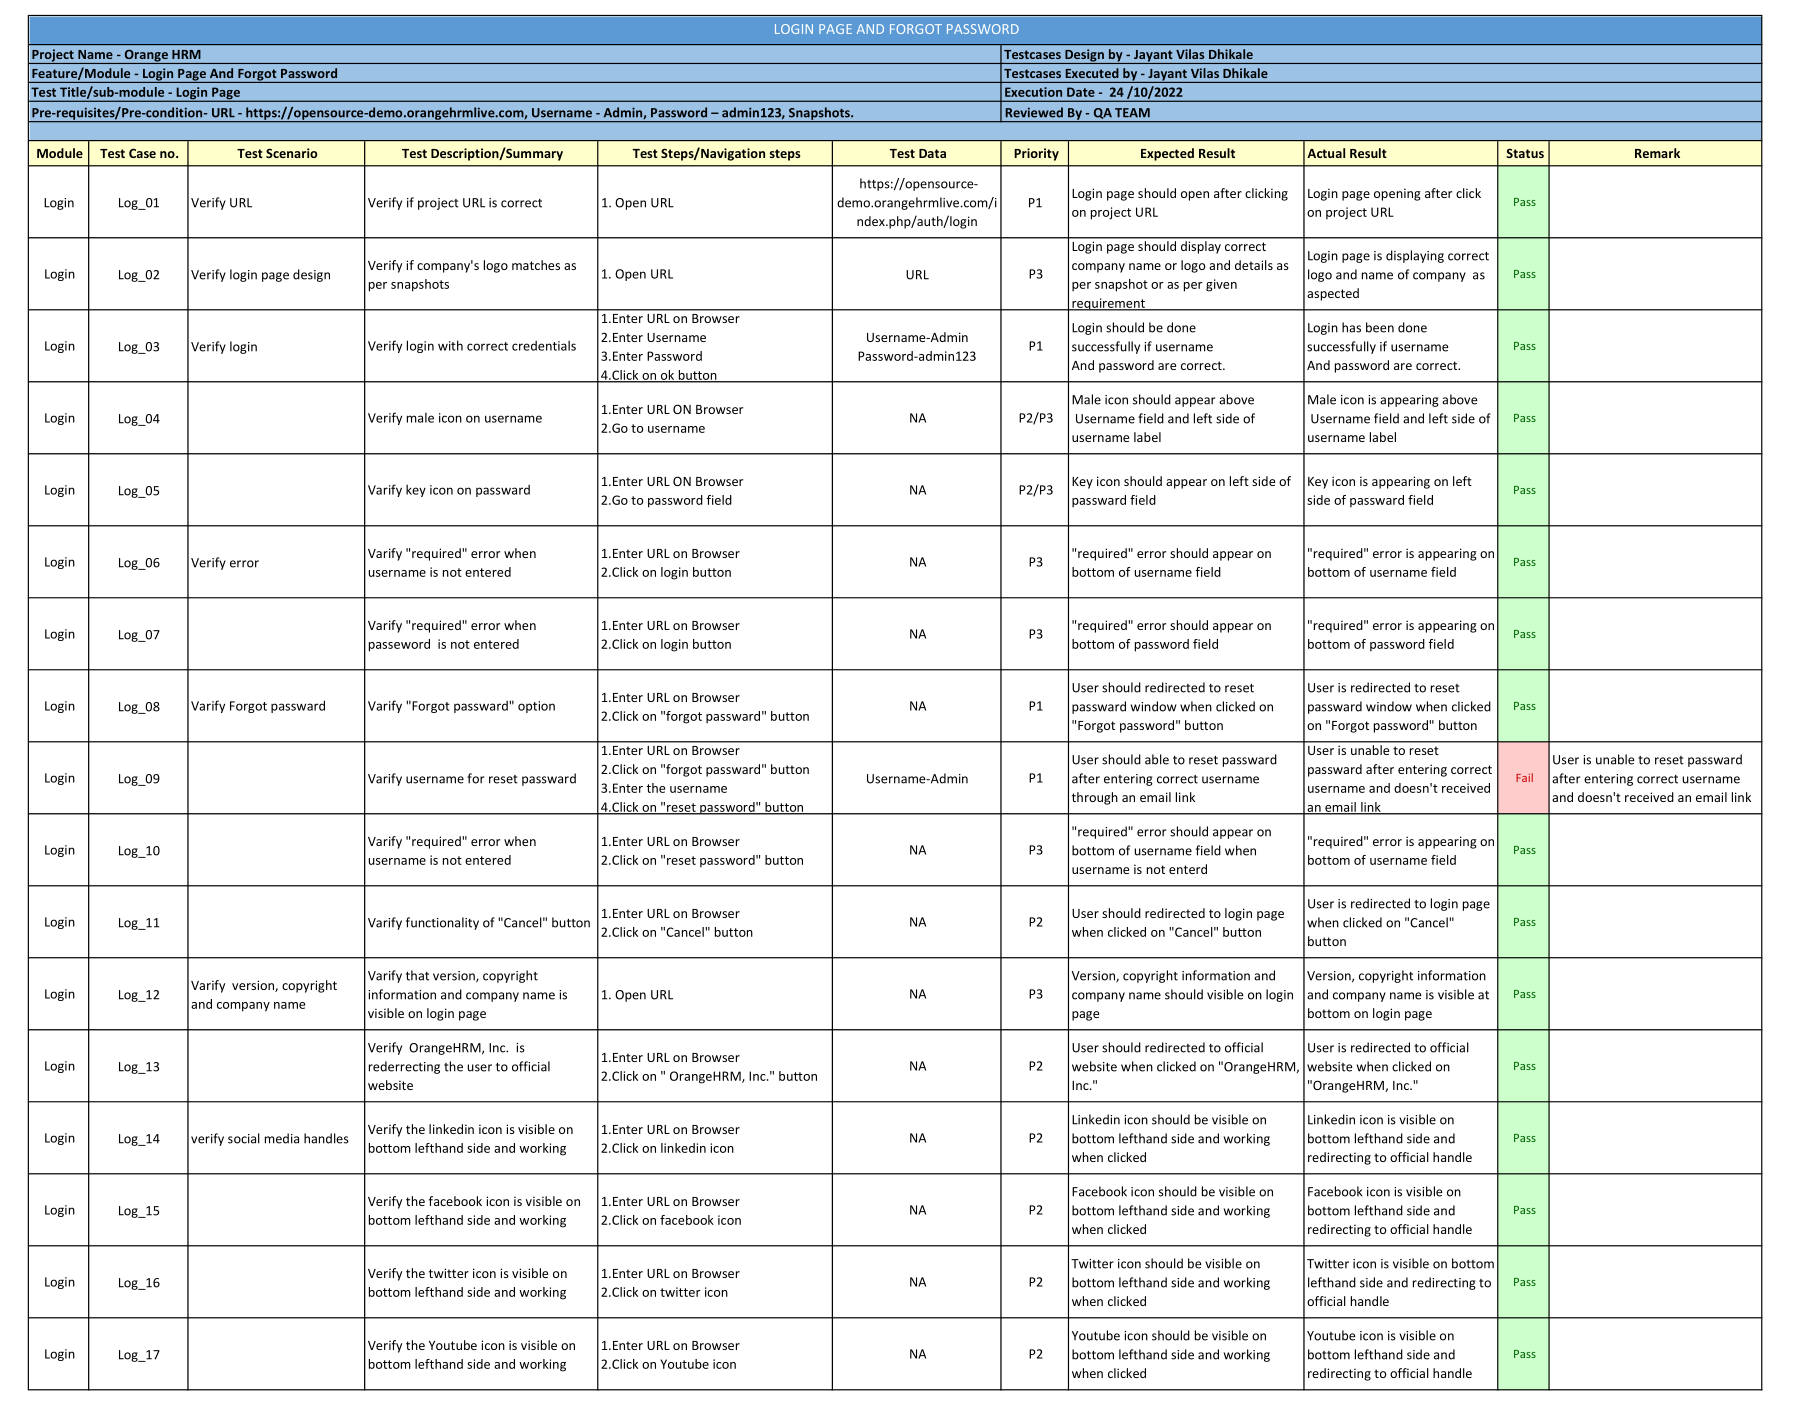 LOGIN PAGE AND FORGOT PASSWORD
Project Name - Orange HRM
Testcases Design by - Jayant Vilas Dhikale
Feature/Module - Login Page And Forgot Password
Testcases Executed by - Jayant Vilas Dhikale
Test Title/sub-module - Login Page
Execution Date -  24 /10/2022
Pre-requisites/Pre-condition- URL - https://opensource-demo.orangehrmlive.com, Username - Admin, Password – admin123, Snapshots.
Reviewed By - QA TEAM
Module
Test Case no.
Test Scenario
Test Description/Summary
Test Steps/Navigation steps
Test Data
Priority
Expected Result
Actual Result
Status
Remark
Login
Log_01
Verify URL
Verify if project URL is correct
1. Open URL
https://opensource-
demo.orangehrmlive.com/i
ndex.php/auth/login
P1
Login page should open after clicking
on project URL
Login page opening after click
on project URL
Pass
Login
Log_02
Verify login page design
Verify if company's logo matches as
per snapshots
1. Open URL
URL
P3
Login page should display correct
company name or logo and details as
per snapshot or as per given
requirement
Login page is displaying correct
logo and name of company  as
aspected
Pass
Login
Log_03
Verify login
Verify login with correct credentials
1.Enter URL on Browser
2.Enter Username
3.Enter Password
4.Click on ok button
Username-Admin
Password-admin123
P1
Login should be done
successfully if username
And password are correct.
Login has been done
successfully if username
And password are correct.
Pass
Login
Log_04
Verify male icon on username
1.Enter URL ON Browser
2.Go to username
NA
P2/P3
Male icon should appear above
Username field and left side of
username label
Male icon is appearing above
Username field and left side of
username label
Pass
Login
Log_05
Varify key icon on password
1.Enter URL ON Browser
2.Go to password field
NA
P2/P3
Key icon should appear on left side of
passward field
Key icon is appearing on left
side of passward field
Pass
Login
Log_06
Verify error
Varify "required" error when
username is not entered
1.Enter URL on Browser
2.Click on login button
NA
P3
"required" error should appear on
bottom of username field
"required" error is appearing on
bottom of username field
Pass
Login
Log_07
Varify "required" error when
passeword  is not entered
1.Enter URL on Browser
2.Click on login button
NA
P3
"required" error should appear on
bottom of password field
"required" error is appearing on
bottom of password field
Pass
Login
Log_08
Varify Forgot password
Varify "Forgot password" option
1.Enter URL on Browser
2.Click on "forgot password" button
NA
P1
User should redirected to reset
password window when clicked on
"Forgot password" button
User is redirected to reset
password window when clicked
on "Forgot password" button
Pass
Login
Log_09
Varify username for reset password
1.Enter URL on Browser
2.Click on "forgot password" button
3.Enter the username
4.Click on "reset password" button
Username-Admin
P1
User should able to reset password
after entering correct username
through an email link
User is unable to reset
password after entering correct
username and doesn't received
an email link
Fail
User is unable to reset password
after entering correct username
and doesn't received an email link
Login
Log_10
Varify "required" error when
username is not entered
1.Enter URL on Browser
2.Click on "reset password" button
NA
P3
"required" error should appear on
bottom of username field when
username is not enterd
"required" error is appearing on
bottom of username field
Pass
Login
Log_11
Varify functionality of "Cancel" button
1.Enter URL on Browser
2.Click on "Cancel" button
NA
P2
User should redirected to login page
when clicked on "Cancel" button
User is redirected to login page
when clicked on "Cancel"
button
Pass
Login
Log_12
Varify  version, copyright
and company name
Varify that version, copyright
information and company name is
visible on login page
1. Open URL
NA
P3
Version, copyright information and
company name should visible on login
page
Version, copyright information
and company name is visible at
bottom on login page
Pass
Login
Log_13
Verify  OrangeHRM, Inc.  is
rederrecting the user to official
website
1.Enter URL on Browser
2.Click on " OrangeHRM, Inc." button
NA
P2
User should redirected to official
website when clicked on "OrangeHRM,
Inc."
User is redirected to official
website when clicked on
"OrangeHRM, Inc."
Pass
Login
Log_14
verify social media handles
Verify the linkedin icon is visible on
bottom lefthand side and working
1.Enter URL on Browser
2.Click on linkedin icon
NA
P2
Linkedin icon should be visible on
bottom lefthand side and working
when clicked
Linkedin icon is visible on
bottom lefthand side and
redirecting to official handle
Pass
Login
Log_15
Verify the facebook icon is visible on
bottom lefthand side and working
1.Enter URL on Browser
2.Click on facebook icon
NA
P2
Facebook icon should be visible on
bottom lefthand side and working
when clicked
Facebook icon is visible on
bottom lefthand side and
redirecting to official handle
Pass
Login
Log_16
Verify the twitter icon is visible on
bottom lefthand side and working
1.Enter URL on Browser
2.Click on twitter icon
NA
P2
Twitter icon should be visible on
bottom lefthand side and working
when clicked
Twitter icon is visible on bottom
lefthand side and redirecting to
official handle
Pass
Login
Log_17
Verify the Youtube icon is visible on
bottom lefthand side and working
1.Enter URL on Browser
2.Click on Youtube icon
NA
P2
Youtube icon should be visible on
bottom lefthand side and working
when clicked
Youtube icon is visible on
bottom lefthand side and
redirecting to official handle
Pass